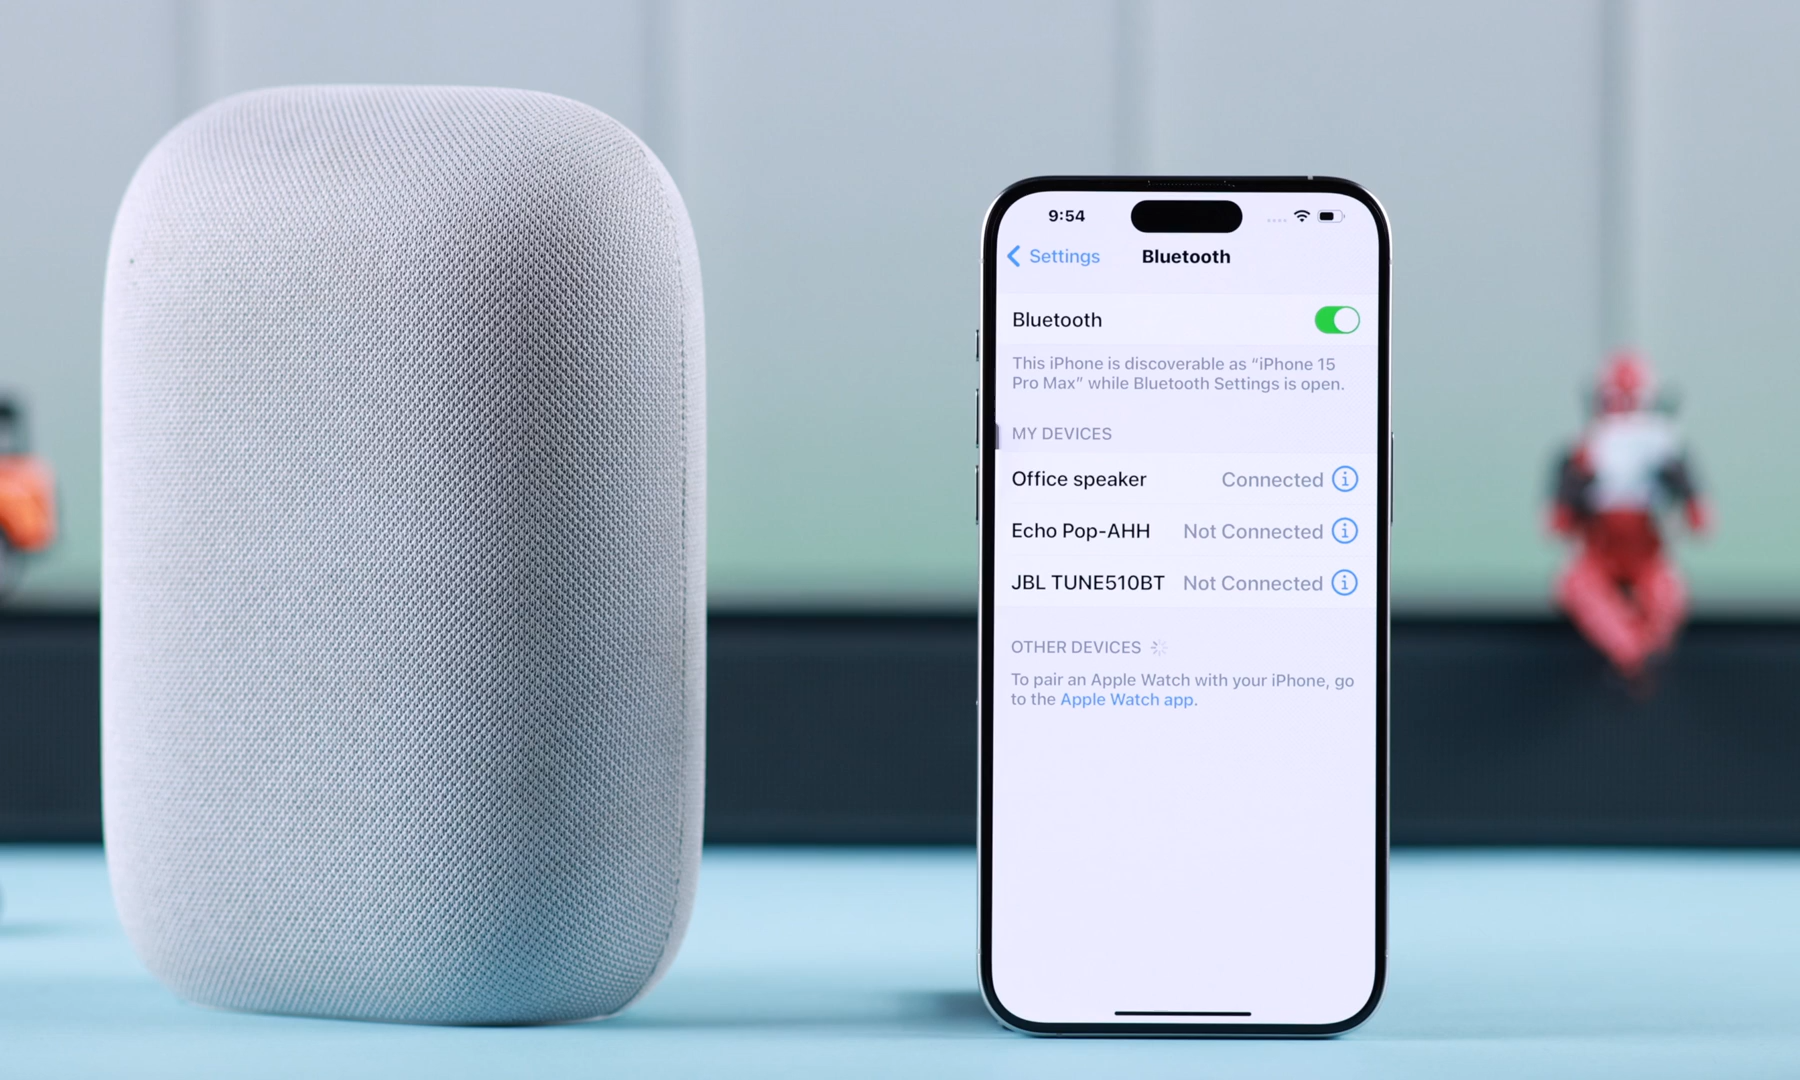 9:54
Settings
Bluetooth
Bluetooth
This iPhone is discoverable as “iPhone 15
Pro Max” while Bluetooth Settings is open.
MY DEVICES
Office speaker Connected
Echo Pop-AHH Not Connected
JBL TUNE510BT Not Connected
OTHER DEVICES
To pair an Apple Watch with your iPhone, go
to the Apple Watch app.